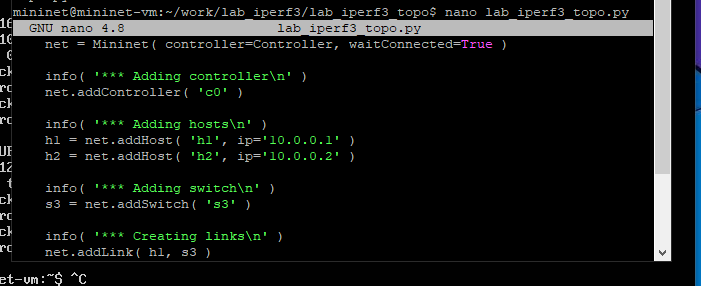 mininet@mininet-vm:~/work/lab_iperf3/lab_iperf3_topo$ nano lab_iperf3_topo.py
GNU nano 4.8 lab_iperf3_topo.py
net = Mininet( controller=Controller, waitConnected=True )
info( '*** Adding controller\n' )
net.addController( 'c0' )
info( '*** Adding hosts\n' )
h1 = net.addHost( 'h1', ip='10.0.0.1' )
h2 = net.addHost( 'h2', ip='10.0.0.2' )
info( '*** Adding switch\n' )
s3 = net.addSwitch( 's3' )
info( '*** Creating links\n' )
net.addLink( h1, s3 )
et-vm:~$ ^C